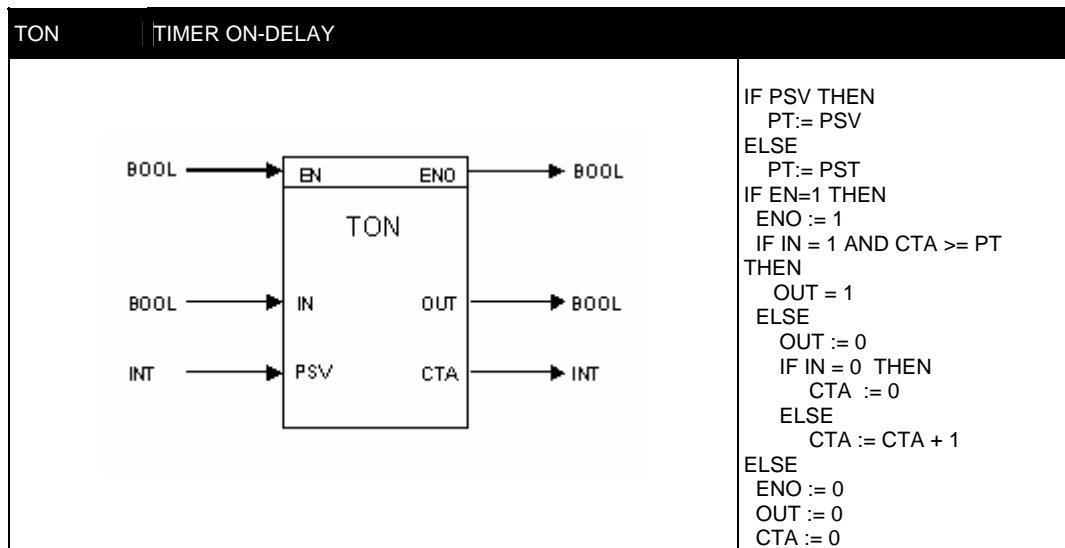 TON TIMER ON-DELAY
BOOL EN ENO BOOL
TON
BOOL IN OUT BOOL
INT PSV CTA INT
IF PSV THEN
PT:= PSV
ELSE
PT:= PST
IF EN=1 THEN
ENO := 1
IF IN = 1 AND CTA >= PT
THEN
OUT = 1
ELSE
OUT := 0
IF IN = 0 THEN
CTA := 0
ELSE
CTA := CTA + 1
ELSE
ENO := 0
OUT := 0
CTA := 0